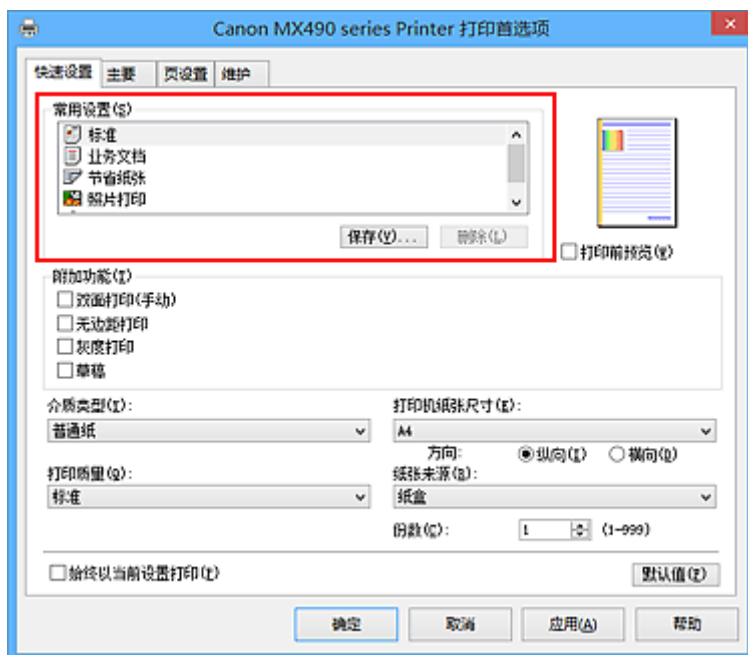 Canon MX490 series Printer 打印首选项
快速设置 主要 页设置 维护
常用设置(S)
标准
业务文档
节省纸张
照片打印
保存(V)... 删除(L)
打印前预览(W)
附加功能(I)
双面打印(手动)
无边距打印
灰度打印
草稿
介质类型(I): 打印机纸张尺寸(E):
普通纸 A4
方向: 纵向(I) 横向(Q)
打印质量(Q): 纸张来源(B):
标准 纸盒
份数(C): 1 (1-999)
始终以当前设置打印(t) 默认值(F)
确定 取消 应用(A) 帮助